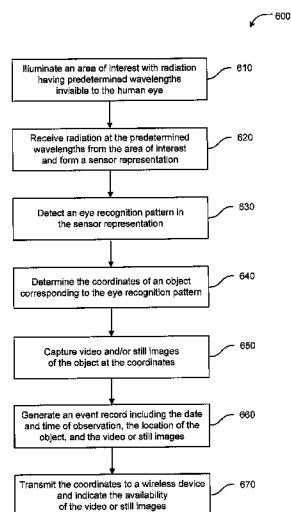 600
Illuminate an area of interest with radiation
having predetermined wavelengths
invisible to the human eye
610
Receive radiation at the predetermined
wavelengths from the area of interest
and form a sensor representation
620
Detect an eye recognition pattern in
the sensor representation
630
Determine the coordinates of an object
corresponding to the eye recognition pattern
640
Capture video and/or still images
of the object at the coordinates
650
Generate an event record including the date
and time of observation, the location of the
object, and the video or still images
660
Transmit the coordinates to a wireless device
and indicate the availability
of the video or still images
670